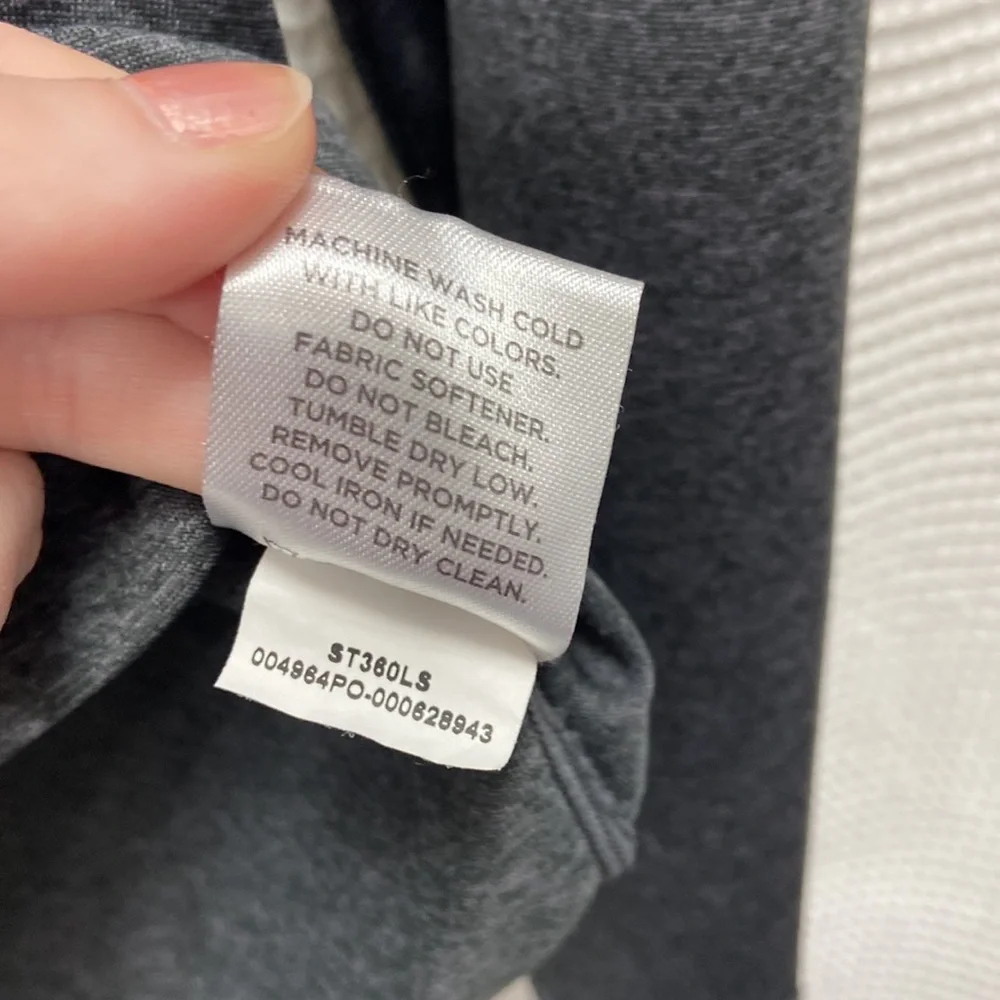 MACHINE WASH COLD
WITH LIKE COLORS.
DO NOT USE
FABRIC SOFTENER.
DO NOT BLEACH.
TUMBLE DRY LOW.
REMOVE PROMPTLY.
COOL IRON IF NEEDED.
DO NOT DRY CLEAN.
ST360LS
004964PO-000628943